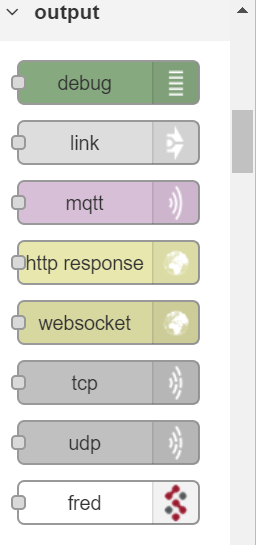 output
debug
link
mqtt
http response
websocket
tcp
udp
fred